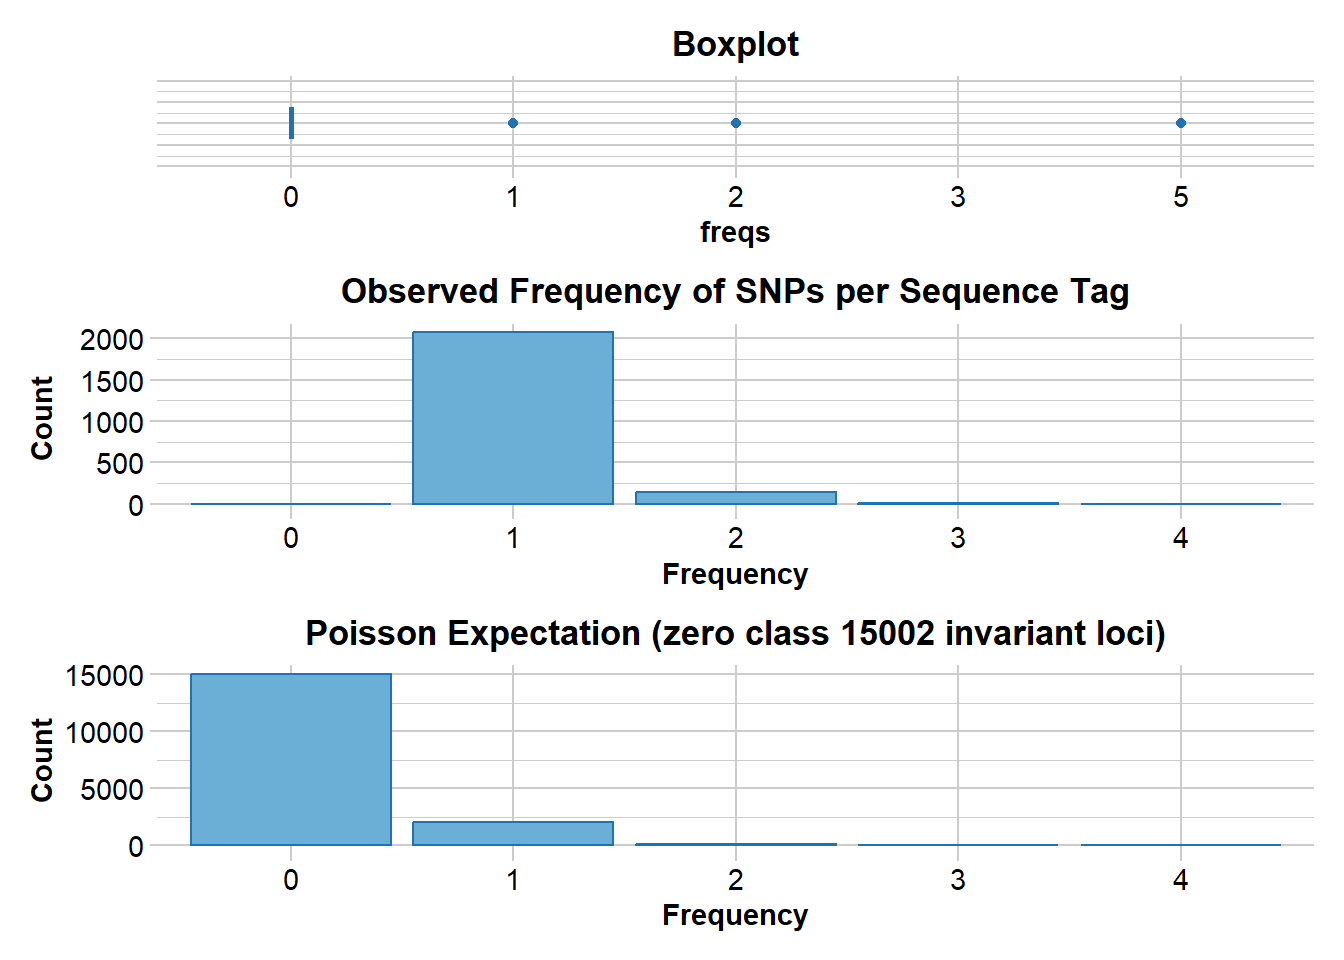 Boxplot
0 1 2 3 5
freqs
Observed Frequency of SNPs per Sequence Tag
2000
1500
1000
500
0
Count
0 1 2 3 4
Frequency
Poisson Expectation (zero class 15002 invariant loci)
15000
10000
5000
0
Count
0 1 2 3 4
Frequency